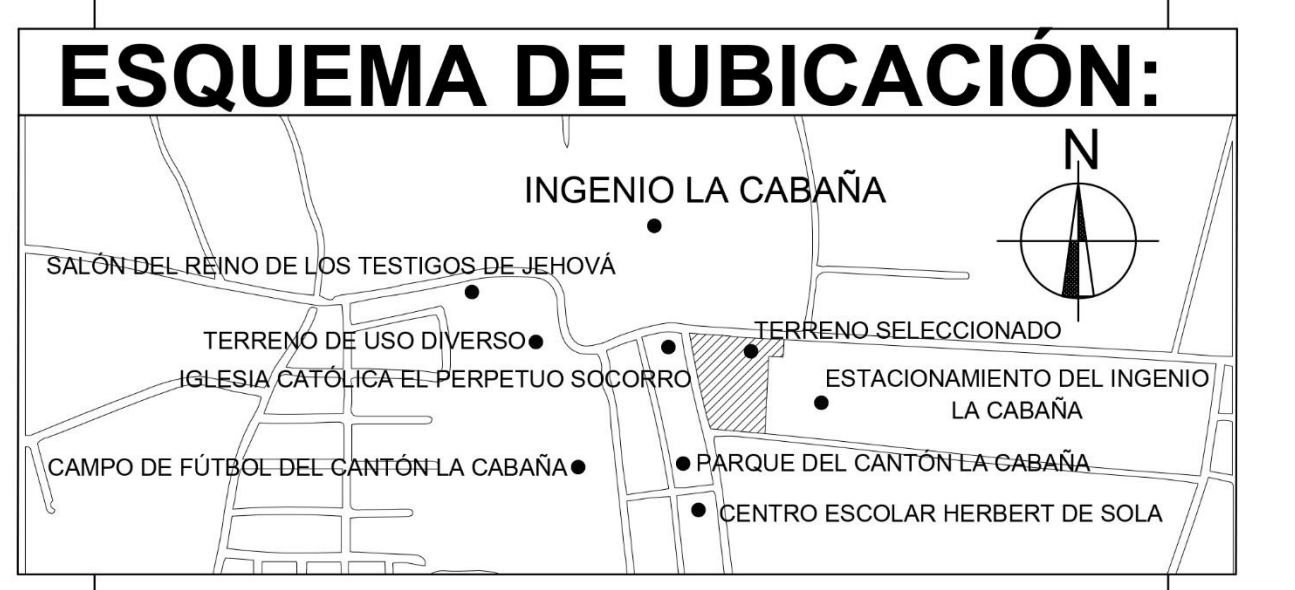 ESQUEMA DE UBICACIÓN:
N
INGENIO LA CABAÑA
SALÓN DEL REINO DE LOS TESTIGOS DE JEHOVÁ
TERRENO SELECCIONADO
TERRENO DE USO DIVERSO
IGLESIA CATÓLICA EL PERPETUO SOCORRO
ESTACIONAMIENTO DEL INGENIO
LA CABAÑA
CAMPO DE FÚTBOL DEL CANTÓN LA CABAÑA
PARQUE DEL CANTÓN LA CABAÑA
CENTRO ESCOLAR HERBERT DE SOLA